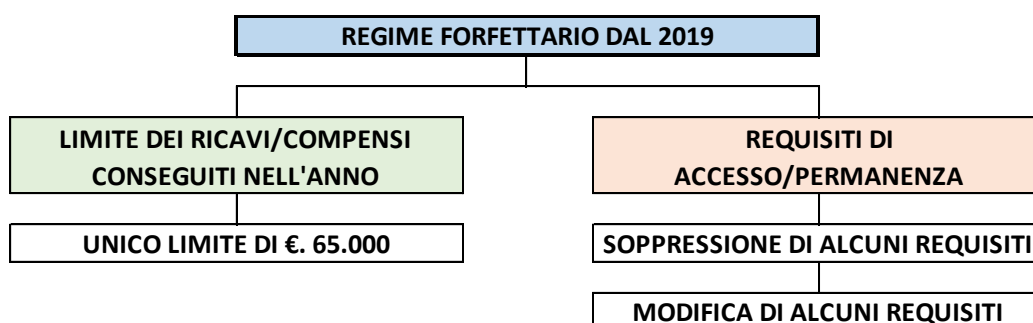 REGIME FORFETTARIO DAL 2019
LIMITE DEI RICAVI/COMPENSI
CONSEGUITI NELL'ANNO
UNICO LIMITE DI €. 65.000
REQUISITI DI
ACCESSO/PERMANENZA
SOPPRESSIONE DI ALCUNI REQUISITI
MODIFICA DI ALCUNI REQUISITI